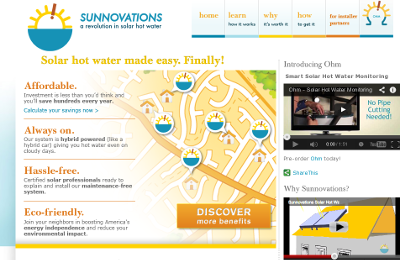 SUNNOVATIONS
a revolution in solar hot water
home
learn
how it works
why
it's worth it
how
to get it
for installer
partners
Ohm
Solar hot water made easy. Finally!
Affordable.
Investment is less than you'd think and
you'll save hundreds every year.
Calculate your savings now >
Always on.
Our system is hybrid powered (like a
hybrid car) giving you hot water even on
cloudy days.
Hassle-free.
Certified solar professionals ready to
explain and install our maintenance-free
system.
Eco-friendly.
Join your neighbors in boosting America's
energy independence and reduce your
environmental impact.
DISCOVER
more benefits
Introducing Ohm
Smart Solar Hot Water Monitoring
Ohm - Solar Hot Water Monitoring
No Pipe
Cutting
Needed!
0:00 / 1:51
Pre-order Ohm today!
ShareThis
Why Sunnovations?
Sunnovations Solar Hot Wa